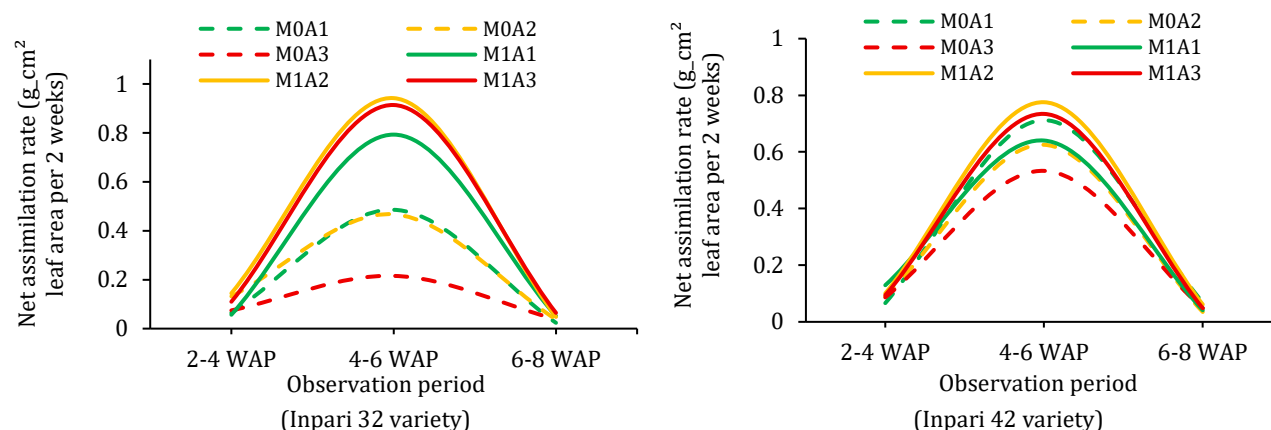 Net assimilation rate (g_cm²
leaf area per 2 weeks)
M0A1 M0A2
M0A3 M1A1
M1A2 M1A3
1
0.8
0.6
0.4
0.2
0
2-4 WAP 4-6 WAP 6-8 WAP
Observation period
(Inpari 32 variety)
Net assimilation rate (g_cm²
leaf area per 2 weeks)
M0A1 M0A2
M0A3 M1A1
M1A2 M1A3
1
0.8
0.6
0.4
0.2
0
2-4 WAP 4-6 WAP 6-8 WAP
Observation period
(Inpari 42 variety)